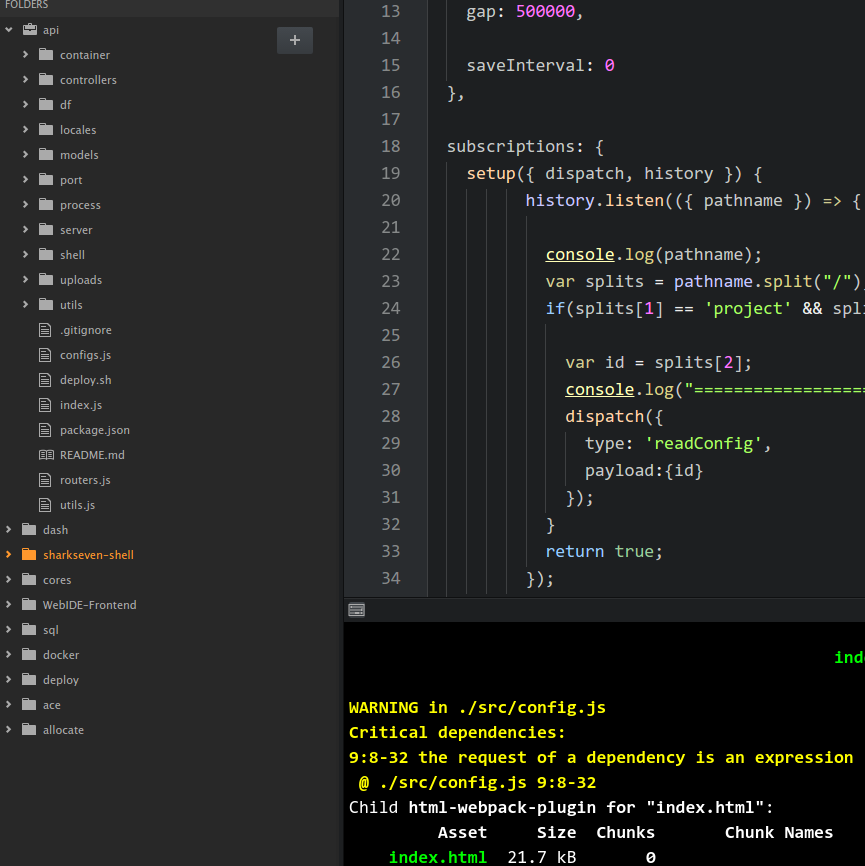 FOLDERS
api
+
container
controllers
df
locales
models
port
process
server
shell
uploads
utils
.gitignore
configs.js
deploy.sh
index.js
package.json
README.md
routers.js
utils.js
dash
sharkseven-shell
cores
WebIDE-Frontend
sql
docker
deploy
ace
allocate
13 gap: 500000,
14
15 saveInterval: 0
16 },
17
18 subscriptions: {
19 setup({ dispatch, history }) {
20 history.listen(({ pathname }) => {
21
22 console.log(pathname);
23 var splits = pathname.split("/")
24 if(splits[1] == 'project' && spli
25
26 var id = splits[2];
27 console.log("==================
28 dispatch({
29 type: 'readConfig',
30 payload:{id}
31 });
32 }
33 return true;
34 });
ind
WARNING in ./src/config.js
Critical dependencies:
9:8-32 the request of a dependency is an expression
@ ./src/config.js 9:8-32
Child html-webpack-plugin for "index.html":
Asset Size Chunks Chunk Names
index.html 21.7 kB 0